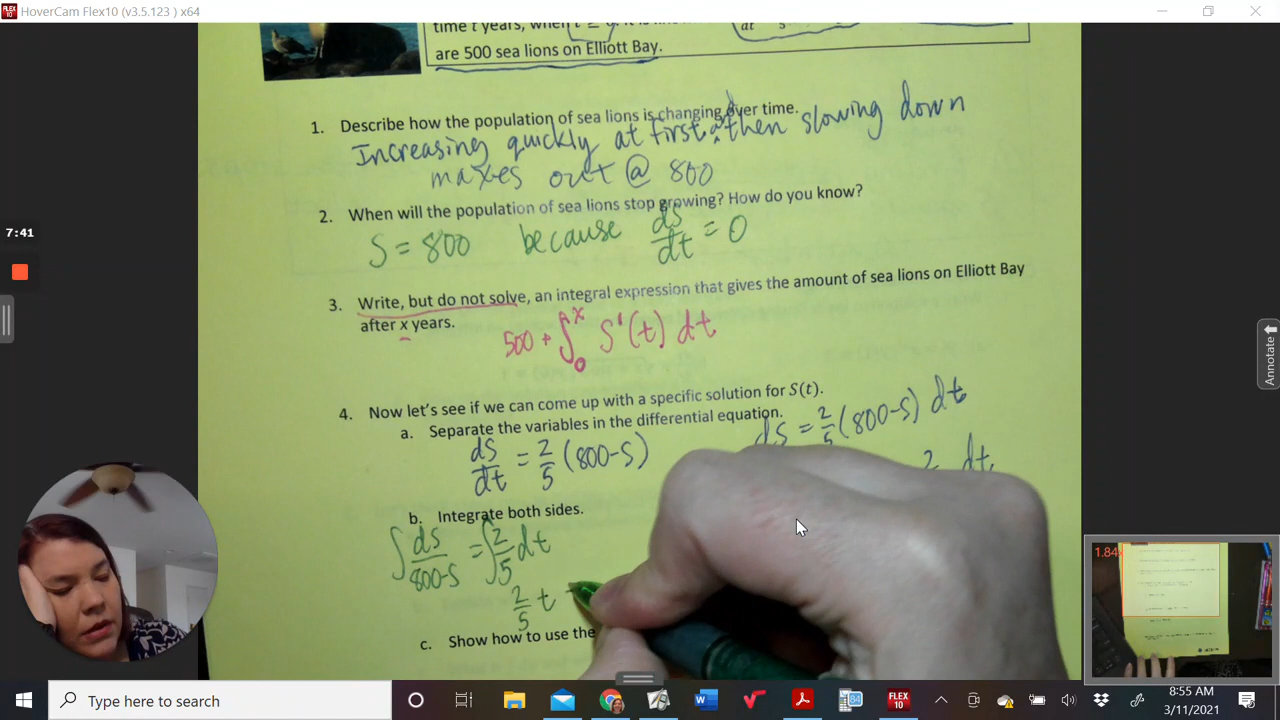 HoverCam Flex10 (v3.5.123 ) x64
time t years, when t ≥
are 500 sea lions on Elliott Bay.
1. Describe how the population of sea lions is changing over time.
Increasing quickly at first, then slowing down
maxes out @ 800
2. When will the population of sea lions stop growing? How do you know?
S = 800 because dS/dt = 0
3. Write, but do not solve, an integral expression that gives the amount of sea lions on Elliott Bay
after x years.
500 + ∫₀ˣ S'(t) dt
4. Now let's see if we can come up with a specific solution for S(t).
a. Separate the variables in the differential equation.
dS/dt = 2/5 (800-S)
dS = 2/5 (800-S) dt
2 dt
b. Integrate both sides.
∫ dS/800-S = ∫ 2/5 dt
2/5 t
c. Show how to use the
7:41
Annotate
1.84x
Type here to search
FLEX 10
8:55 AM
3/11/2021